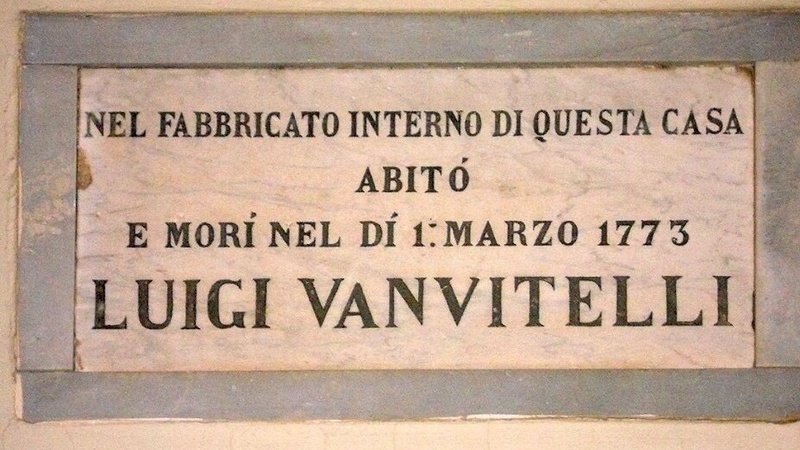 NEL FABBRICATO INTERNO DI QUESTA CASA
ABITÓ
E MORÍ NEL DÍ 1.º MARZO 1773
LUIGI VANVITELLI